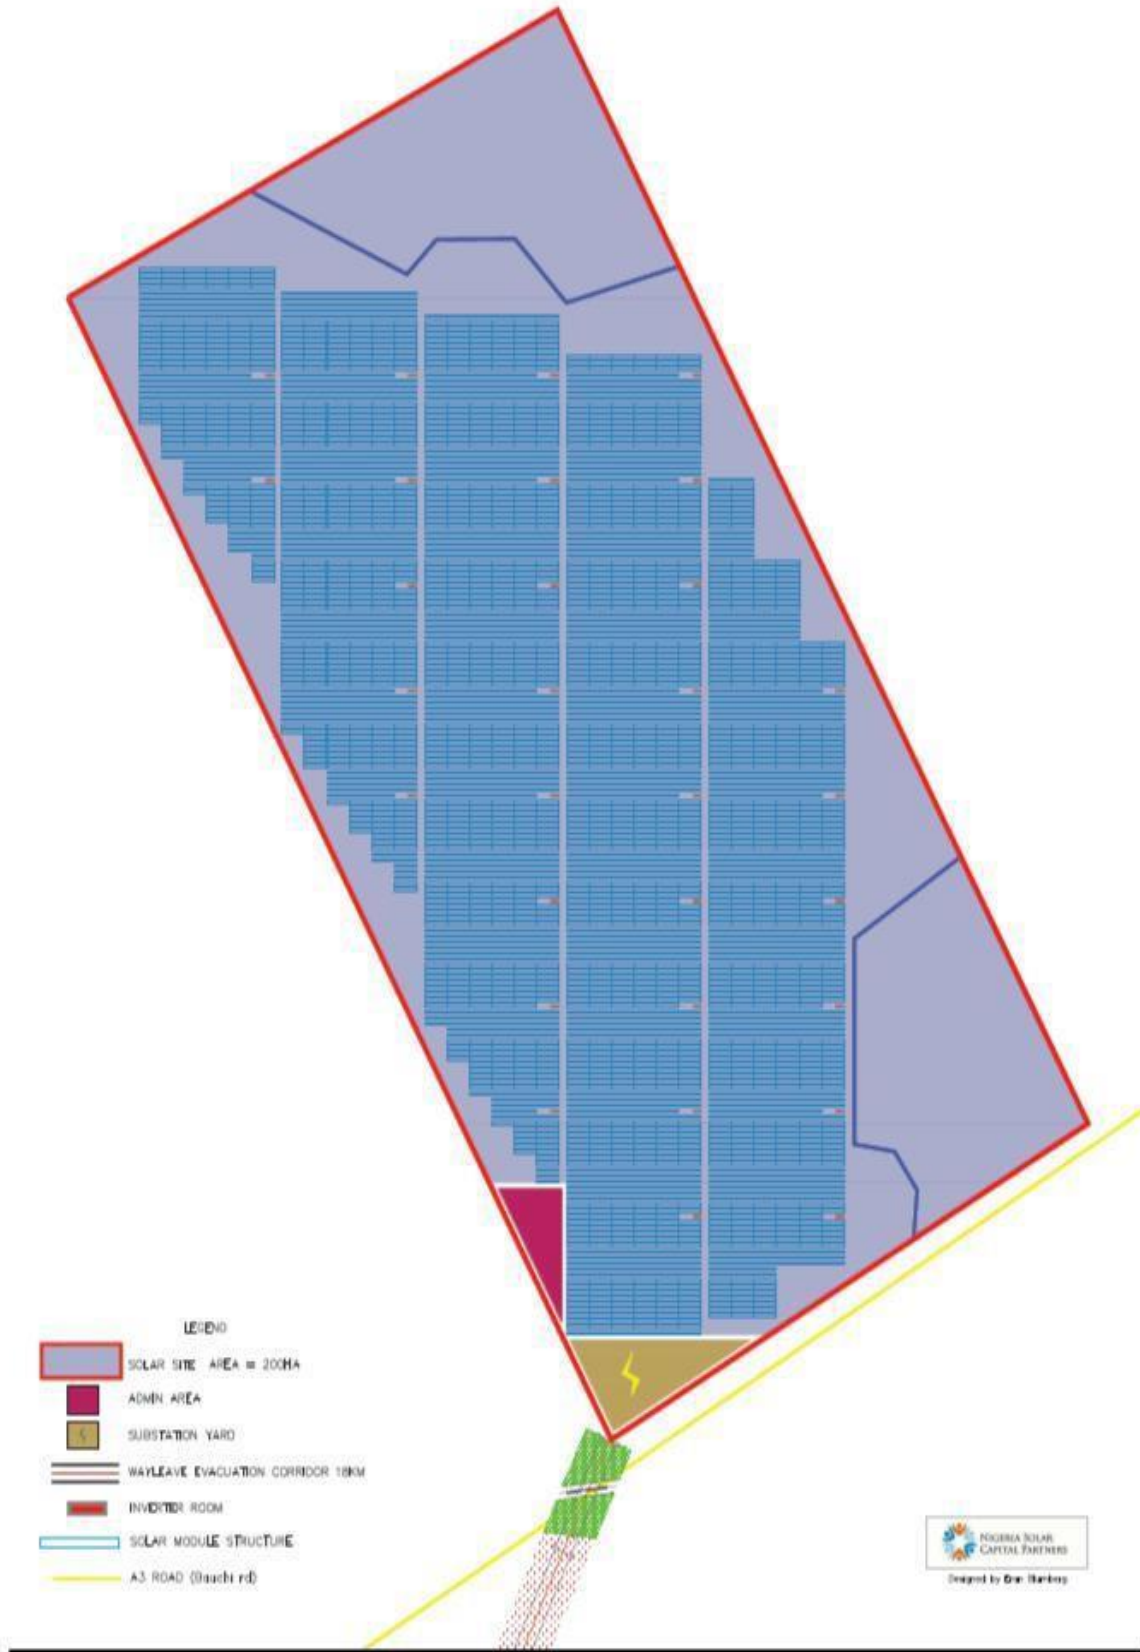 LEGEND
SOLAR SITE AREA = 200HA
ADMIN AREA
SUBSTATION YARD
WAYLEAVE EVACUATION CORRIDOR 18KM
INVERTER ROOM
SOLAR MODULE STRUCTURE
A3 ROAD (Bauchi rd)
NIGERIA SOLAR
CAPITAL PARTNERS
Designed by